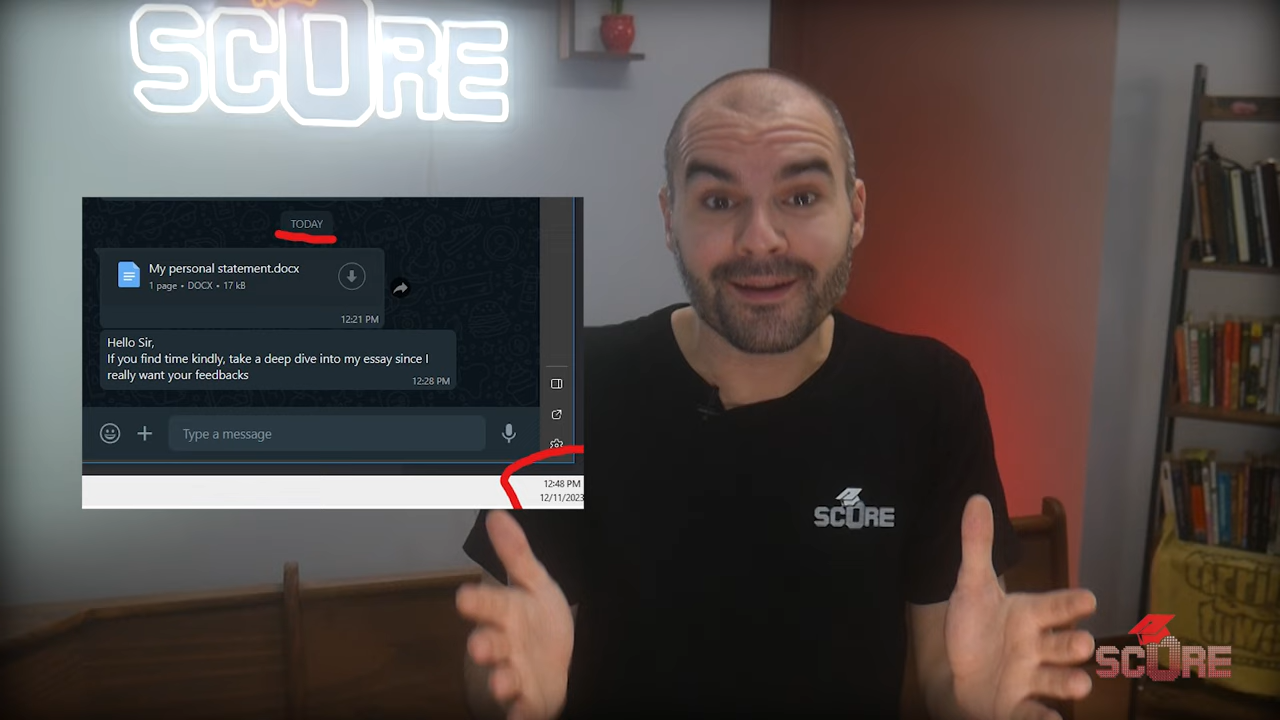 SCORE
TODAY
My personal statement.docx
1 page • DOCX • 17 kB
12:21 PM
Hello Sir,
If you find time kindly, take a deep dive into my essay since I
really want your feedbacks
12:28 PM
Type a message
12:48 PM
12/11/2023
SCORE
SCORE